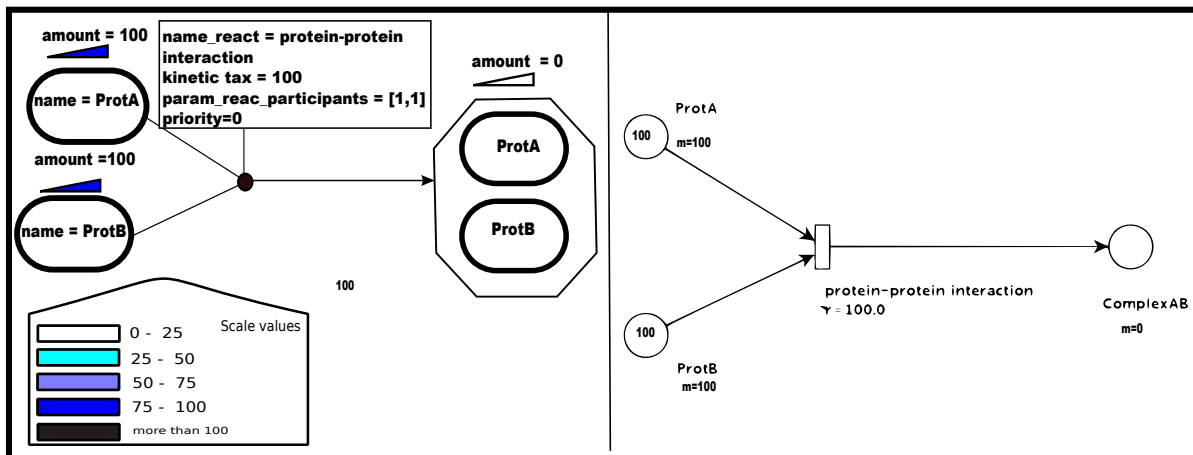 amount = 100
name = ProtA
name_react = protein-protein
interaction
kinetic tax = 100
param_reac_participants = [1,1]
priority=0
amount = 0
ProtA
ProtB
amount =100
name = ProtB
100
Scale values
0 - 25
25 - 50
50 - 75
75 - 100
more than 100
ProtA
m=100
100
100
ProtB
m=100
protein-protein interaction
γ = 100.0
ComplexAB
m=0